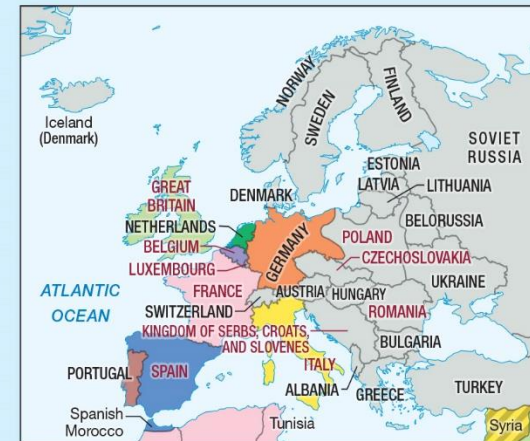 Iceland
(Denmark)
NORWAY
SWEDEN
FINLAND
SOVIET
RUSSIA
ESTONIA
LATVIA
LITHUANIA
GREAT
BRITAIN
DENMARK
NETHERLANDS
BELGIUM
LUXEMBOURG
GERMANY
POLAND
BELORUSSIA
CZECHOSLOVAKIA
UKRAINE
ATLANTIC
OCEAN
FRANCE
AUSTRIA
HUNGARY
SWITZERLAND
ROMANIA
KINGDOM OF SERBS, CROATS,
AND SLOVENES
BULGARIA
PORTUGAL
SPAIN
ITALY
ALBANIA
GREECE
TURKEY
Spanish
Morocco
Tunisia
Syria